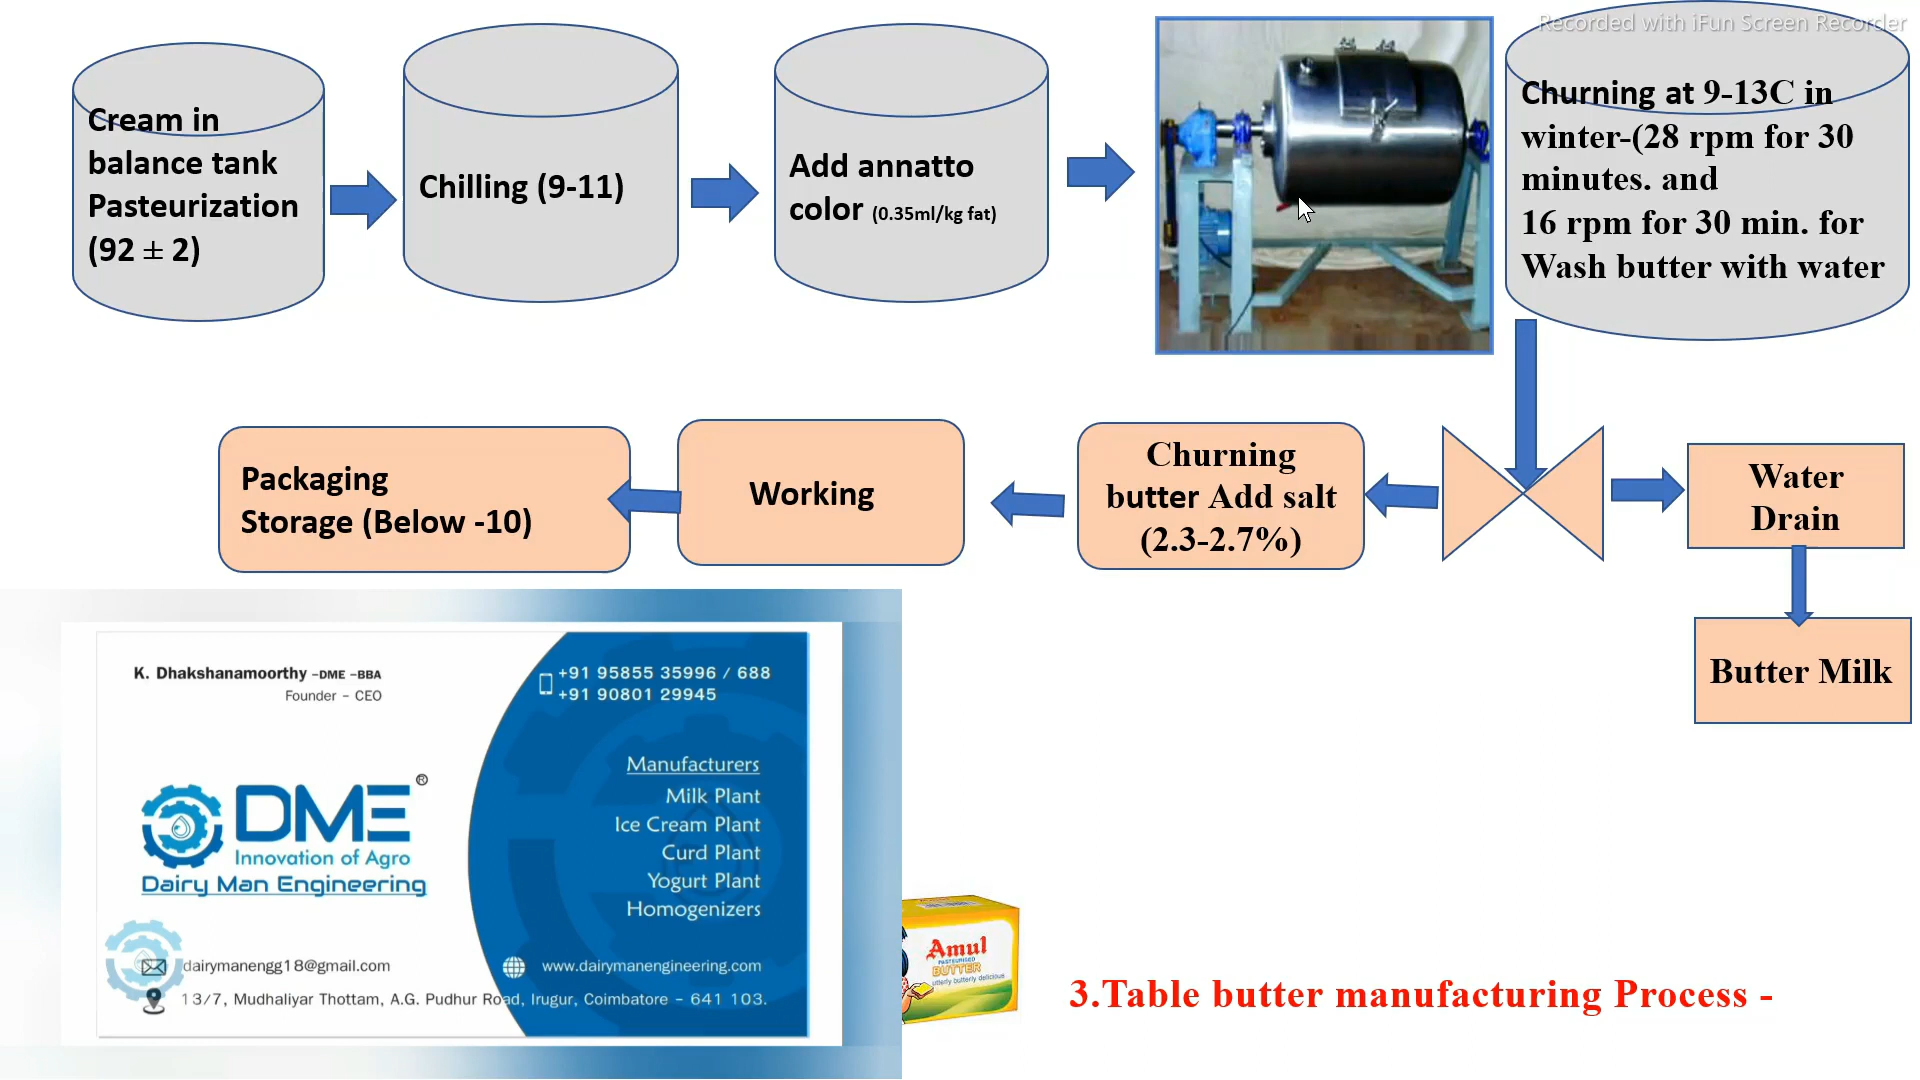 Recorded with iFun Screen Recorder
Cream in
balance tank
Pasteurization
(92 ± 2)
Chilling (9-11)
Add annatto
color (0.35ml/kg fat)
Churning at 9-13C in
winter-(28 rpm for 30
minutes. and
16 rpm for 30 min. for
Wash butter with water
Packaging
Storage (Below -10)
Working
Churning
butter Add salt
(2.3-2.7%)
Water
Drain
Butter Milk
K. Dhakshanamoorthy -DME -BBA
Founder - CEO
+91 95855 35996 / 688
+91 90801 29945
Manufacturers
Milk Plant
Ice Cream Plant
Curd Plant
Yogurt Plant
Homogenizers
DME ®
Innovation of Agro
Dairy Man Engineering
dairymanengg18@gmail.com
www.dairymanengineering.com
13/7, Mudhaliyar Thottam, A.G. Pudhur Road, Irugur, Coimbatore - 641 103.
Amul
PASTEURISED
BUTTER
utterly butterly delicious
3.Table butter manufacturing Process -